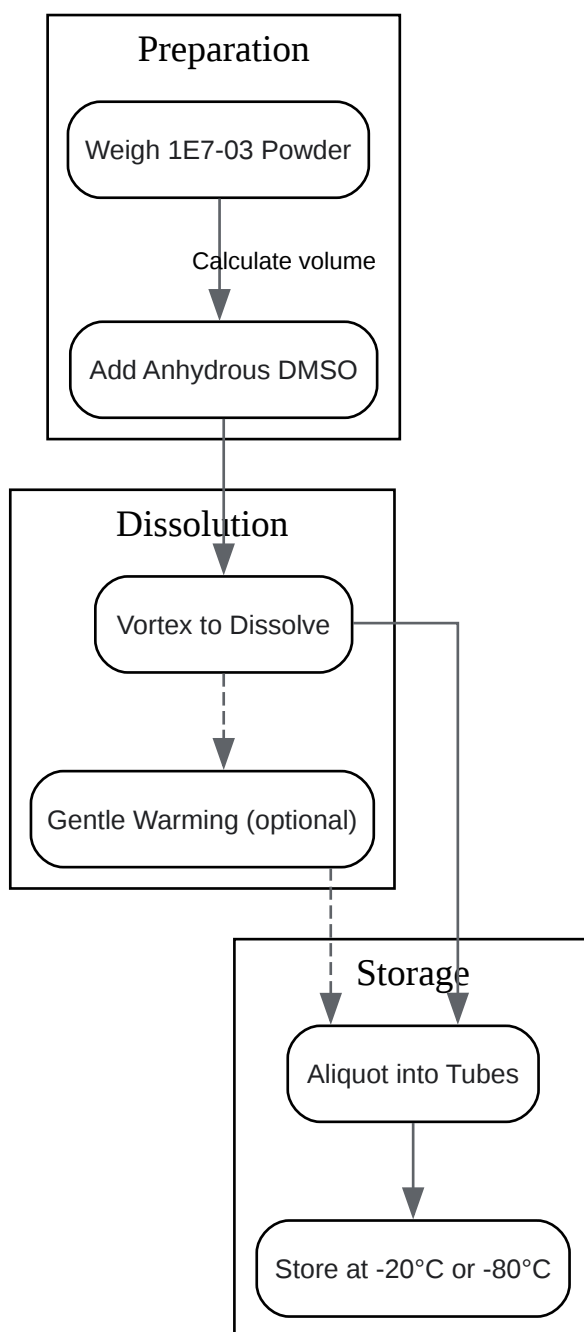 Preparation
Weigh 1E7-03 Powder
Calculate volume
Add Anhydrous DMSO
Dissolution
Vortex to Dissolve
Gentle Warming (optional)
Storage
Aliquot into Tubes
Store at -20°C or -80°C